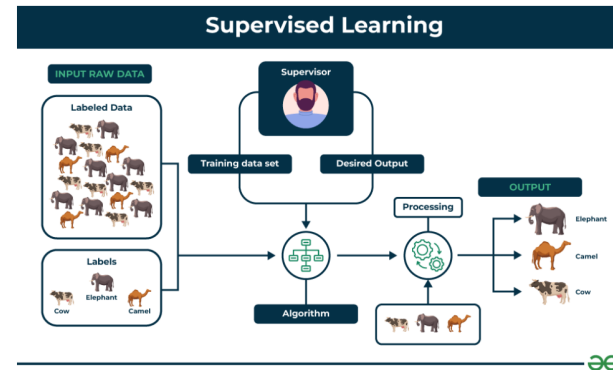 Supervised Learning
INPUT RAW DATA
Labeled Data
Supervisor
Training data set
Desired Output
Processing
OUTPUT
Elephant
Camel
Cow
Labels
Elephant
Cow
Camel
Algorithm